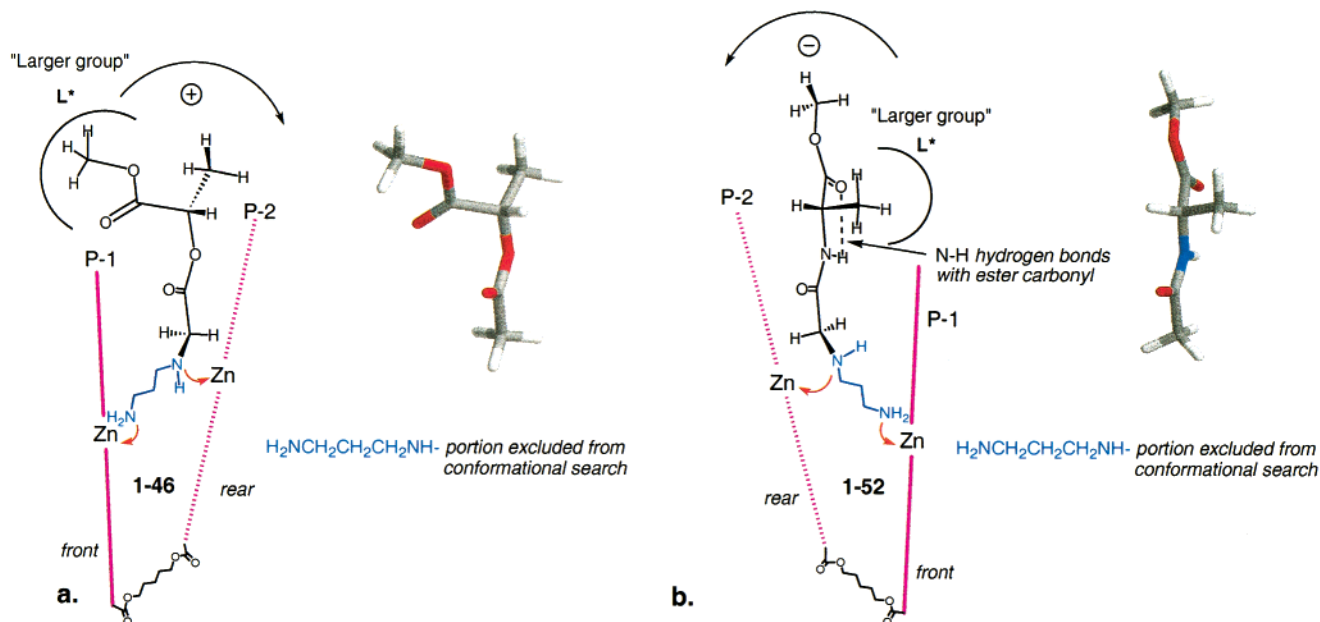 "Larger group"
L*
+
H
H
H
O
O
H
H
H
H
O
O
H
H
P-1
P-2
N
H
Zn
H2N
Zn
1-46
rear
front
O
O
O
O
a.
H2NCH2CH2CH2NH- portion excluded from
conformational search
−
H
H
H
O
"Larger group"
L*
O
H
H
H
H
P-2
N-H
O
N-H hydrogen bonds
with ester carbonyl
P-1
H
H
N
H
Zn
NH2
Zn
1-52
rear
front
O
O
O
O
b.
H2NCH2CH2CH2NH- portion excluded from
conformational search